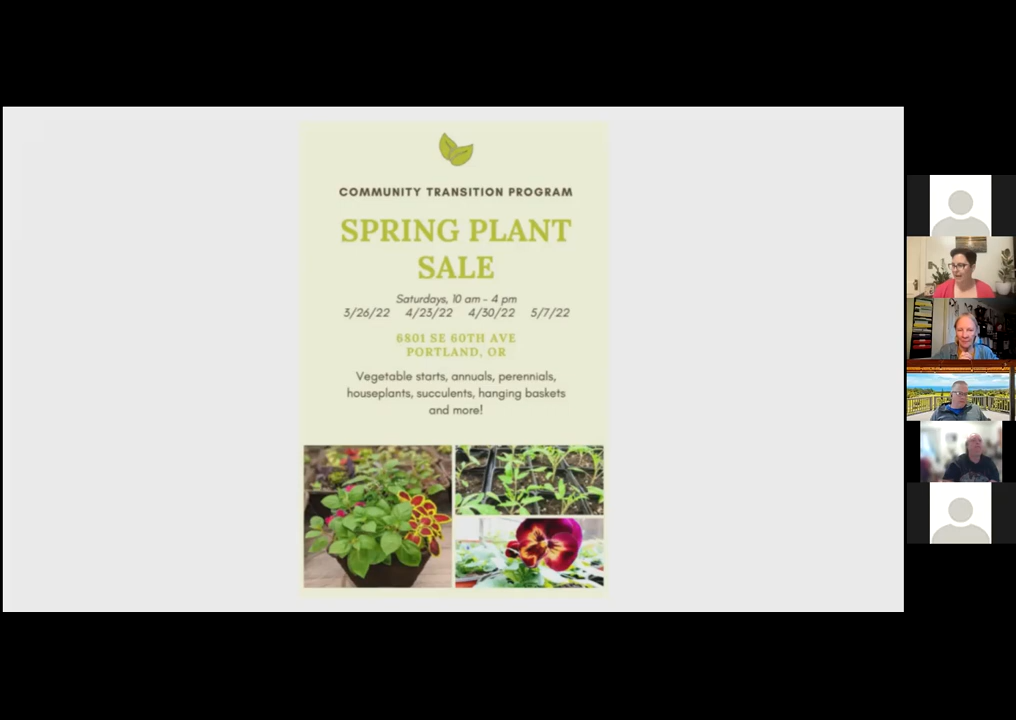 COMMUNITY TRANSITION PROGRAM
SPRING PLANT
SALE
Saturdays, 10 am - 4 pm
3/26/22 4/23/22 4/30/22 5/7/22
6801 SE 60TH AVE
PORTLAND, OR
Vegetable starts, annuals, perennials,
houseplants, succulents, hanging baskets
and more!